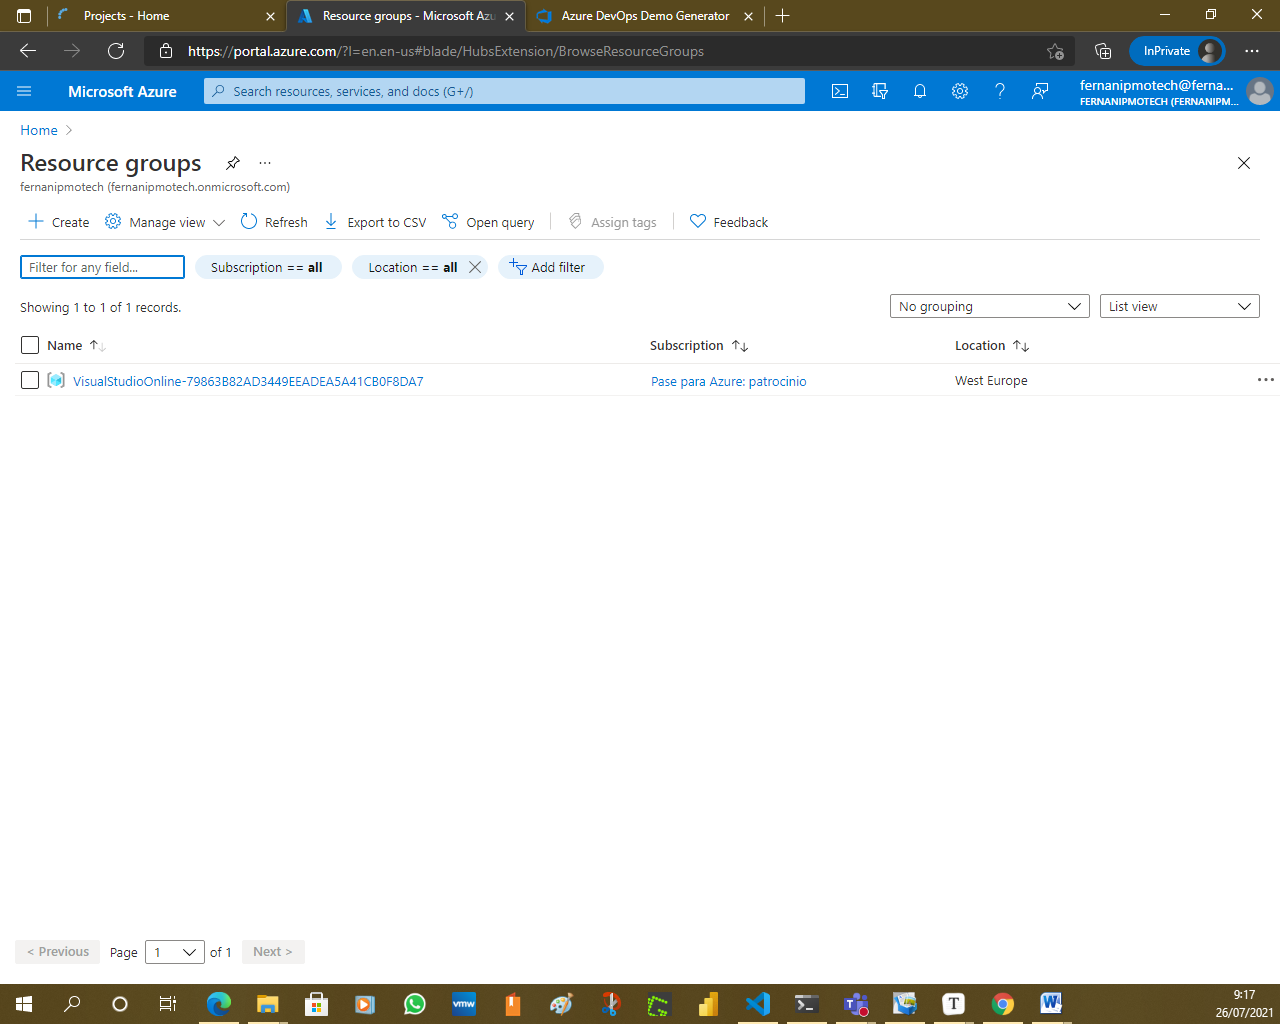 Projects - Home
Resource groups - Microsoft Azu
Azure DevOps Demo Generator
https://portal.azure.com/?l=en.en-us#blade/HubsExtension/BrowseResourceGroups
InPrivate
Microsoft Azure
Search resources, services, and docs (G+/)
fernanipmotech@ferna...
FERNANIPMOTECH (FERNANIPM...
Home
Resource groups
fernanipmotech (fernanipmotech.onmicrosoft.com)
Create Manage view Refresh Export to CSV Open query Assign tags Feedback
Filter for any field... Subscription == all Location == all Add filter
Showing 1 to 1 of 1 records. No grouping List view
Name Subscription Location
VisualStudioOnline-79863B82AD3449EEADEA5A41CB0F8DA7 Pase para Azure: patrocinio West Europe
< Previous Page 1 of 1 Next >
vmw
T
W
9:17
26/07/2021